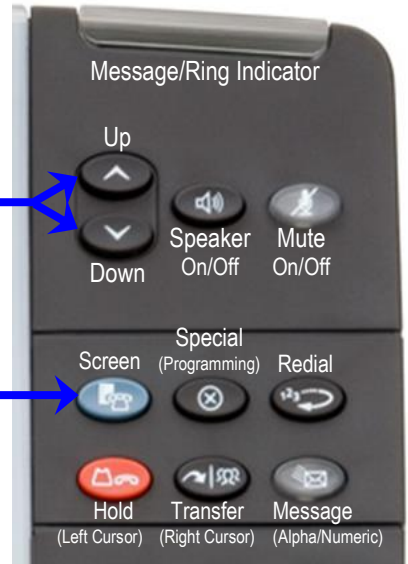 Message/Ring Indicator
Up
Speaker
On/Off
Mute
On/Off
Down
Screen
Special
(Programming)
Redial
123
Hold
(Left Cursor)
Transfer
(Right Cursor)
Message
(Alpha/Numeric)